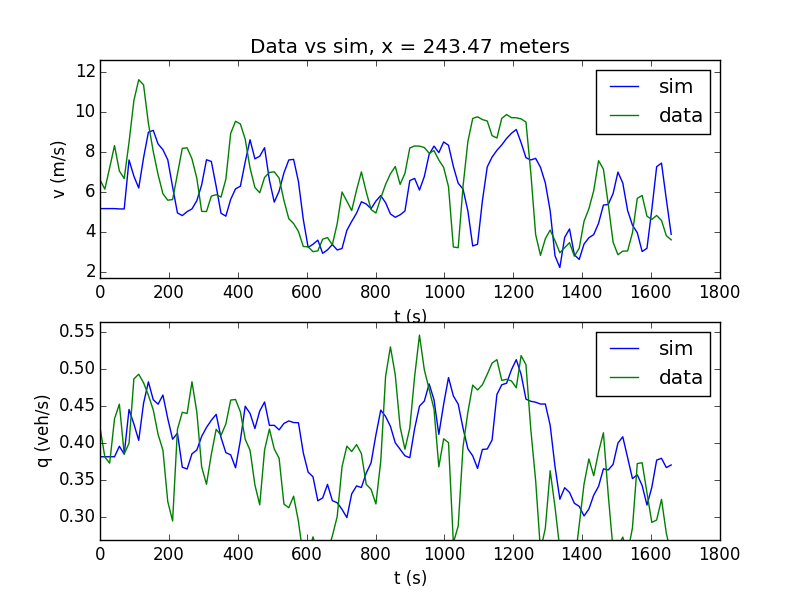 Data vs sim, x = 243.47 meters
12
10
8
6
4
2
v (m/s)
sim
data
0 200 400 600 800 1000 1200 1400 1600 1800
t (s)
0.55
0.50
0.45
0.40
0.35
0.30
q (veh/s)
sim
data
0 200 400 600 800 1000 1200 1400 1600 1800
t (s)